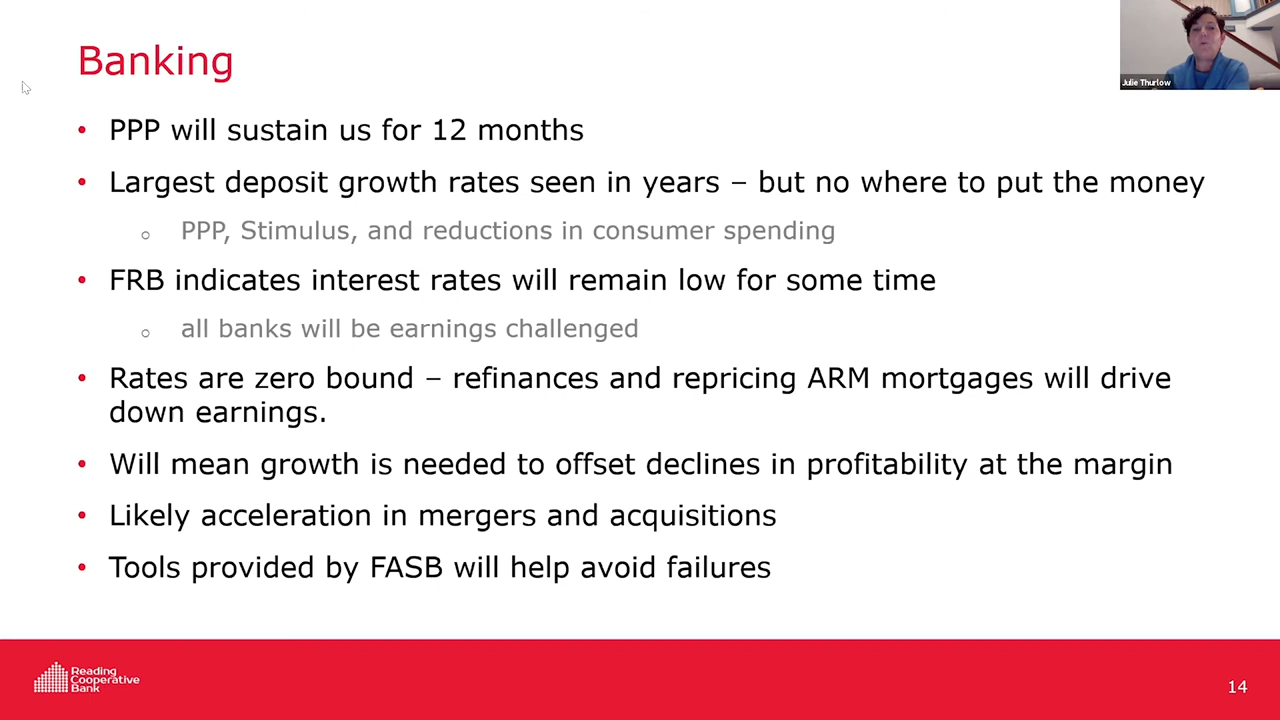 Banking
Julie Thurlow
• PPP will sustain us for 12 months
• Largest deposit growth rates seen in years – but no where to put the money
○ PPP, Stimulus, and reductions in consumer spending
• FRB indicates interest rates will remain low for some time
○ all banks will be earnings challenged
• Rates are zero bound – refinances and repricing ARM mortgages will drive
down earnings.
• Will mean growth is needed to offset declines in profitability at the margin
• Likely acceleration in mergers and acquisitions
• Tools provided by FASB will help avoid failures
Reading
Cooperative
Bank
14